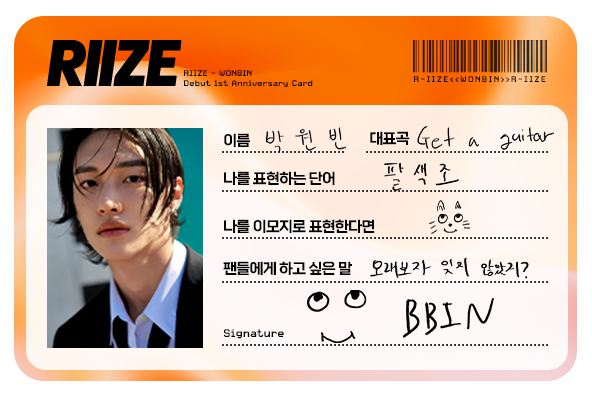 RIIZE
RIIZE - WONBIN
Debut 1st Anniversary Card
R-IIZE<<WONBIN>>R-IIZE
이름 박원빈 대표곡 Get a guitar
나를 표현하는 단어 팔색조
나를 이모지로 표현한다면
팬들에게 하고 싶은 말 오래보자 잊지 않았지?
Signature BBIN